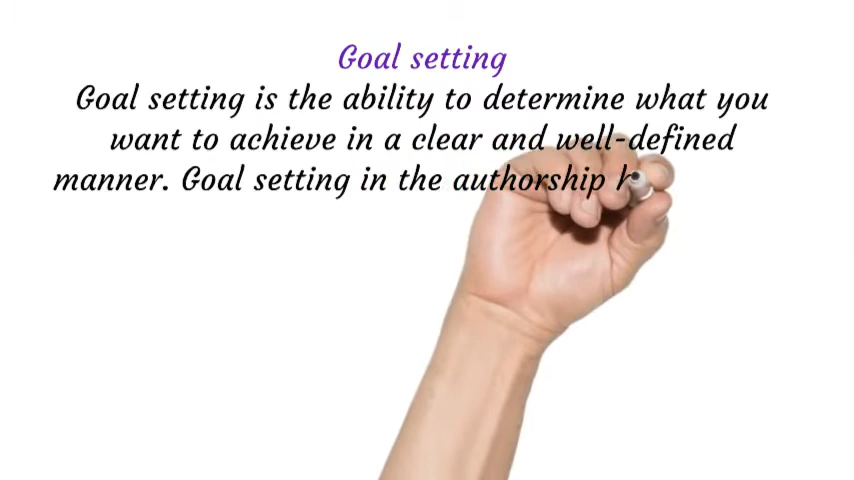 Goal setting
Goal setting is the ability to determine what you
want to achieve in a clear and well-defined
manner. Goal setting in the authorship